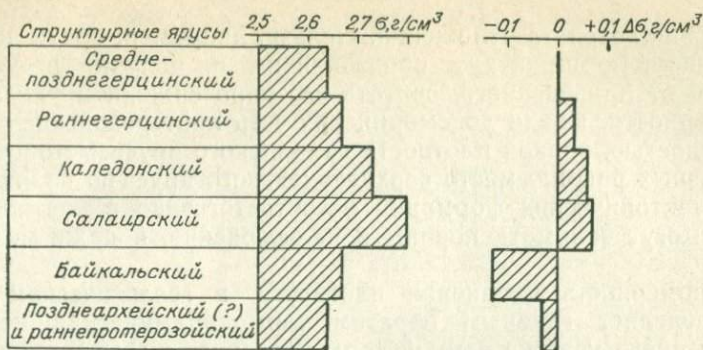 Структурные ярусы 2,5 2,6 2,7 б,г/см³ -0,1 0 +0,1 Δб,г/см³
Средне-
позднегерцинский
Раннегерцинский
Каледонский
Салаирский
Байкальский
Позднеархейский (?)
и раннепротерозойский